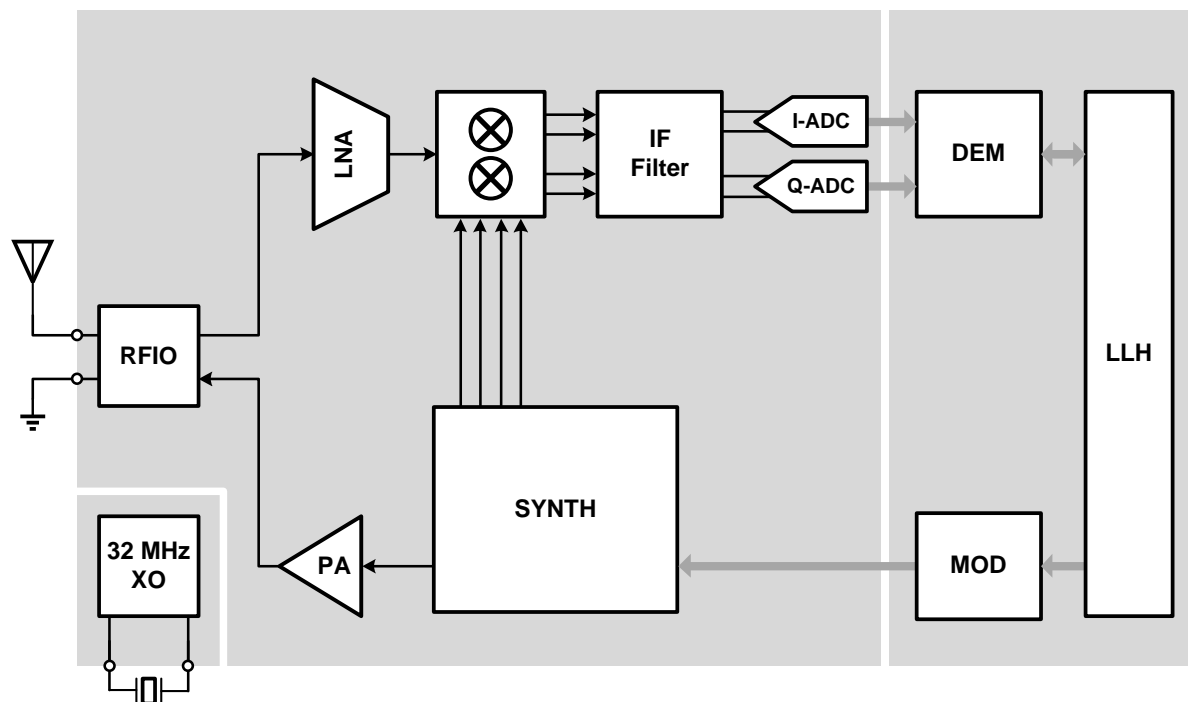 LNA
IF
Filter
I-ADC
Q-ADC
DEM
LLH
RFIO
SYNTH
PA
MOD
32 MHz
XO